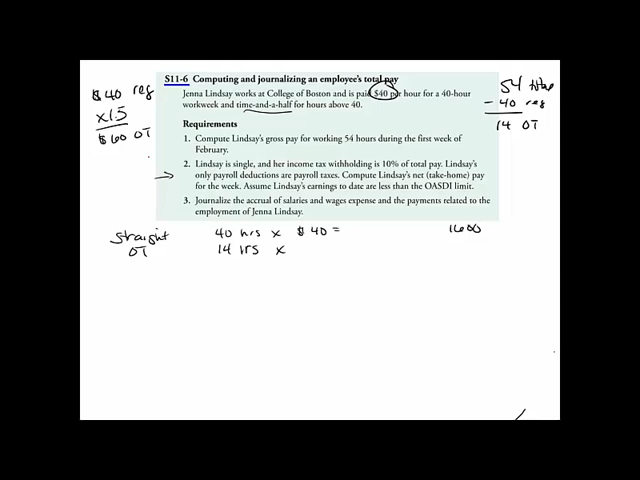 S11-6 Computing and journalizing an employee's total pay
Jenna Lindsay works at College of Boston and is paid $40 per hour for a 40-hour
workweek and time-and-a-half for hours above 40.
Requirements
1. Compute Lindsay's gross pay for working 54 hours during the first week of
February.
2. Lindsay is single, and her income tax withholding is 10% of total pay. Lindsay's
only payroll deductions are payroll taxes. Compute Lindsay's net (take-home) pay
for the week. Assume Lindsay's earnings to date are less than the OASDI limit.
3. Journalize the accrual of salaries and wages expense and the payments related to the
employment of Jenna Lindsay.
$40 reg
x1.5
$60 OT
54
- 40 reg
14 OT
Straight 40 hrs x $40 = 1600
OT 14 hrs x